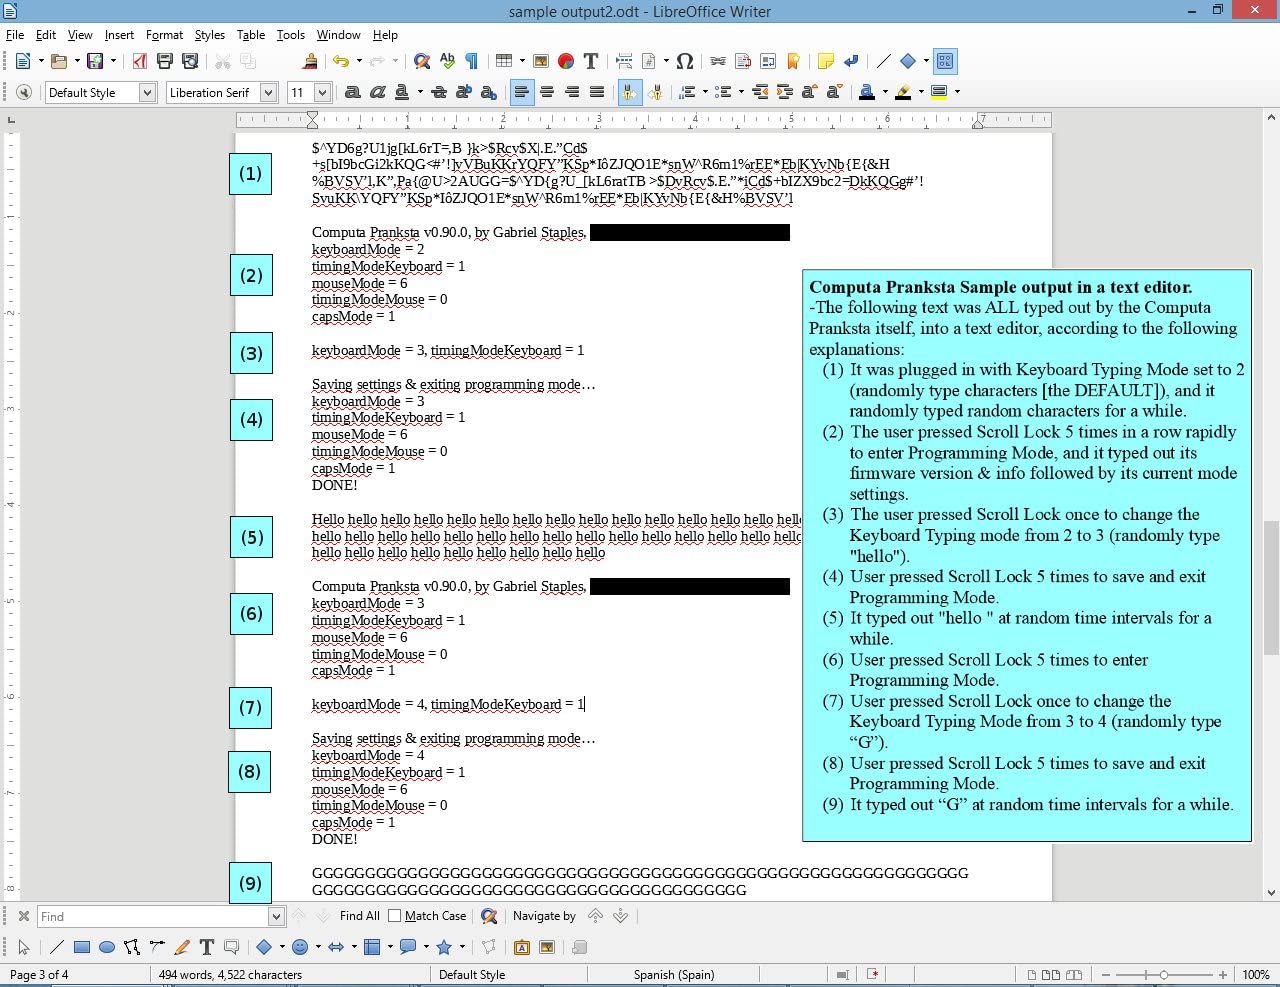 sample output2.odt - LibreOffice Writer
File Edit View Insert Format Styles Table Tools Window Help
Default Style Liberation Serif 11
1 2 3 4 5 6 7
$^YD6g?U1jg[kL6rT=,B }k>$Rcv$X|.E.”Cd$
(1)
+s[bI9bcGi2kKQG<#’!]yVBuKKrYQFY”KSp*IôZJQO1E*snW^R6m1%rEE*Eb|KYvNb{E{&H
%BVSV’l,K”,Pa{@U>2AUGG=$^YD{g?U_[kL6ratTB >$DvRcv$.E.”*iCd$+bIZX9bc2=DkKQGg#’!
SvuKK\YQFY”KSp*IôZJQO1E*snW^R6m1%rEE*Eb|KYvNb{E{&H%BVSV’l
Computa Pranksta v0.90.0, by Gabriel Staples,
keyboardMode = 2
(2)
timingModeKeyboard = 1
mouseMode = 6
timingModeMouse = 0
capsMode = 1
(3)
keyboardMode = 3, timingModeKeyboard = 1
Saving settings & exiting programming mode…
keyboardMode = 3
(4)
timingModeKeyboard = 1
mouseMode = 6
timingModeMouse = 0
capsMode = 1
DONE!
Hello hello hello hello hello hello hello hello hello hello hello hello hello hello hell
(5)
hello hello hello hello hello hello hello hello hello hello hello hello hello hello hello
hello hello hello hello hello hello hello hello hello
Computa Pranksta v0.90.0, by Gabriel Staples,
keyboardMode = 3
(6)
timingModeKeyboard = 1
mouseMode = 6
timingModeMouse = 0
capsMode = 1
(7)
keyboardMode = 4, timingModeKeyboard = 1
Saving settings & exiting programming mode…
keyboardMode = 4
(8)
timingModeKeyboard = 1
mouseMode = 6
timingModeMouse = 0
capsMode = 1
DONE!
(9)
GGGGGGGGGGGGGGGGGGGGGGGGGGGGGGGGGGGGGGGGGGGGGGGGGGGGGGGGGGGGGG
GGGGGGGGGGGGGGGGGGGGGGGGGGGGGGGGGGGGGGGGG
Computa Pranksta Sample output in a text editor.
-The following text was ALL typed out by the Computa
Pranksta itself, into a text editor, according to the following
explanations:
(1) It was plugged in with Keyboard Typing Mode set to 2
(randomly type characters [the DEFAULT]), and it
randomly typed random characters for a while.
(2) The user pressed Scroll Lock 5 times in a row rapidly
to enter Programming Mode, and it typed out its
firmware version & info followed by its current mode
settings.
(3) The user pressed Scroll Lock once to change the
Keyboard Typing mode from 2 to 3 (randomly type
"hello").
(4) User pressed Scroll Lock 5 times to save and exit
Programming Mode.
(5) It typed out "hello " at random time intervals for a
while.
(6) User pressed Scroll Lock 5 times to enter
Programming Mode.
(7) User pressed Scroll Lock once to change the
Keyboard Typing Mode from 3 to 4 (randomly type
“G”).
(8) User pressed Scroll Lock 5 times to save and exit
Programming Mode.
(9) It typed out “G” at random time intervals for a while.
Find Find All Match Case Navigate by
Page 3 of 4 494 words, 4,522 characters Default Style Spanish (Spain) 100%